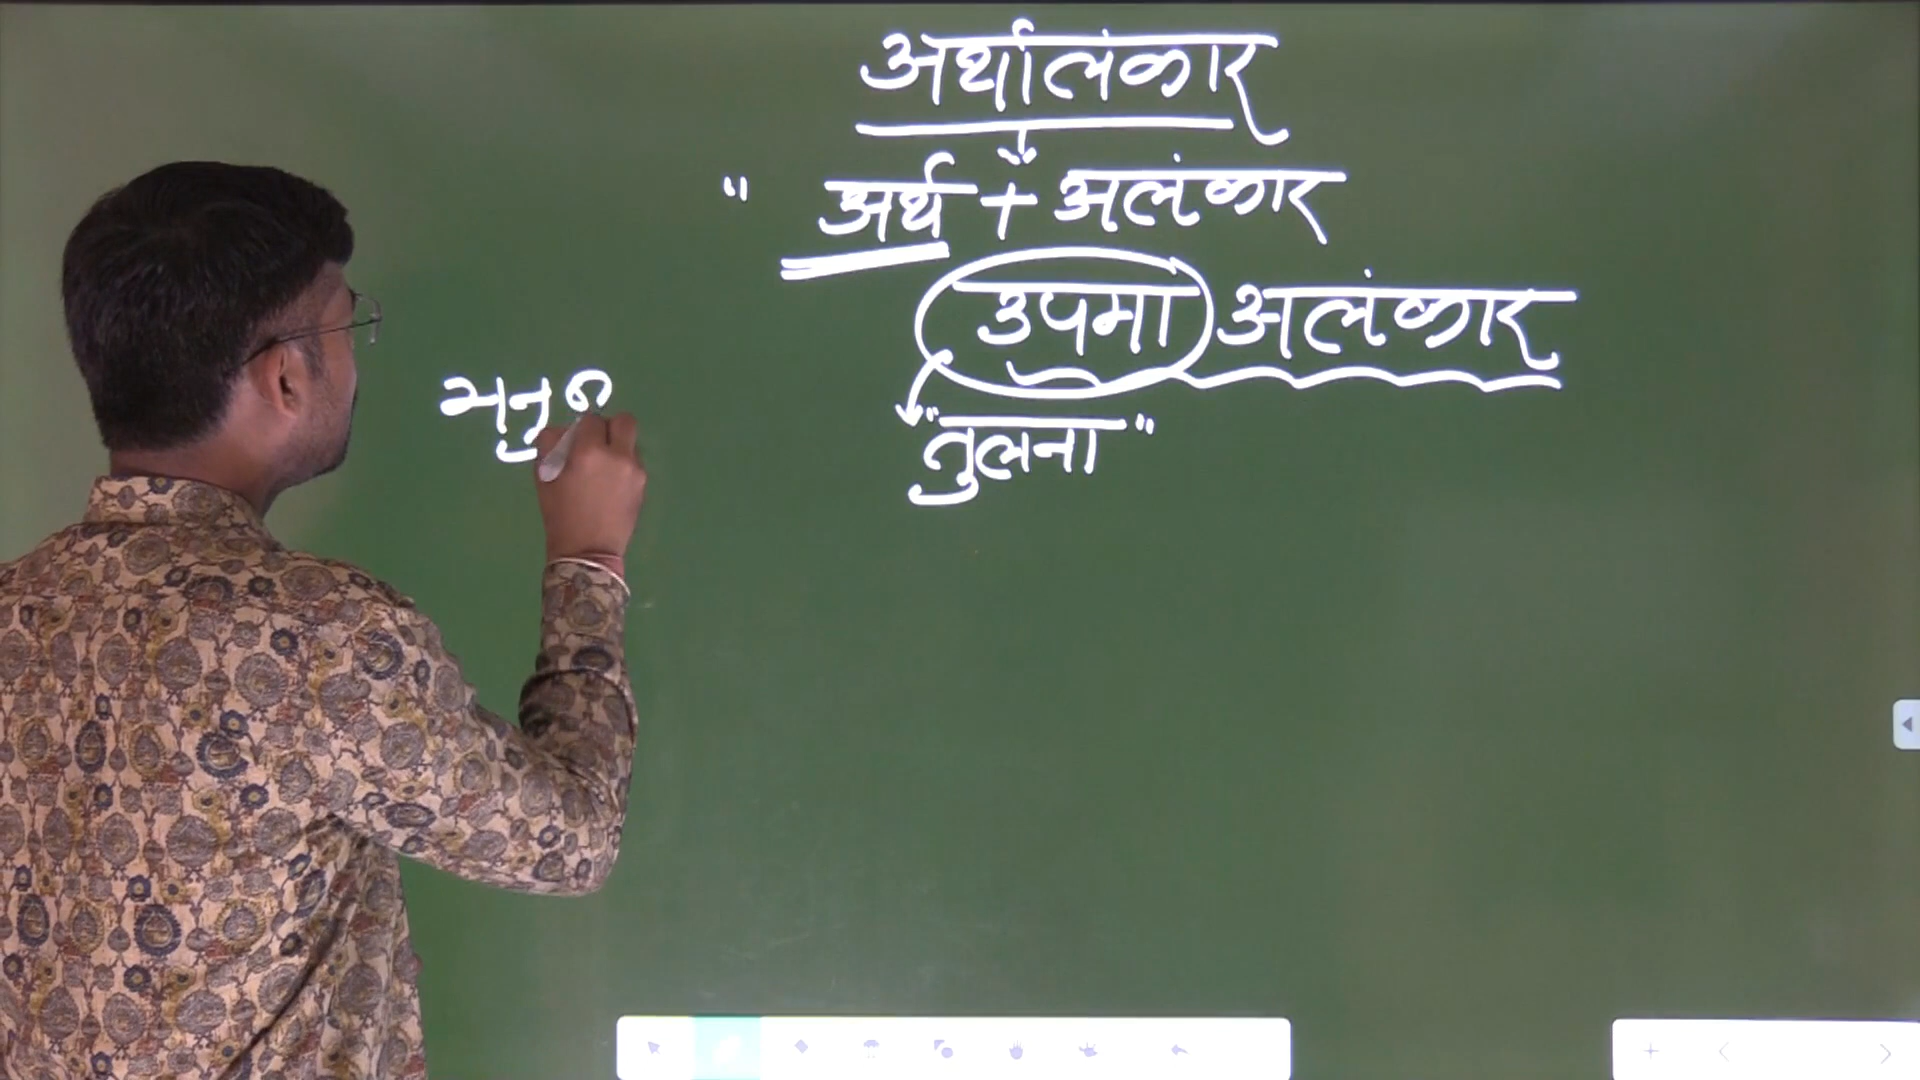 अर्थालंकार
" अर्थ + अलंकार
उपमा अलंकार
"तुलना"